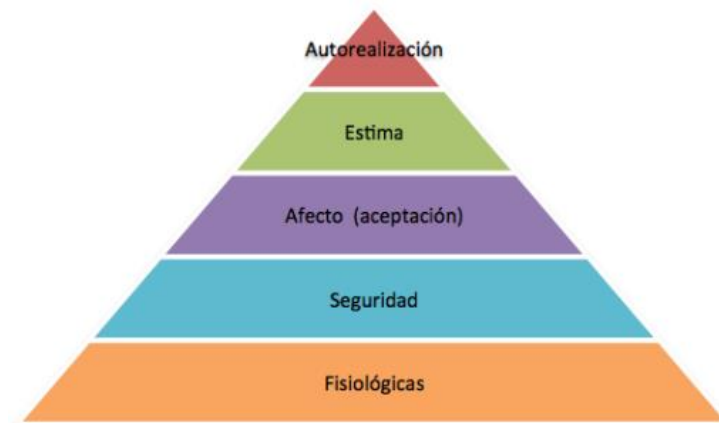 Autorealización
Estima
Afecto (aceptación)
Seguridad
Fisiológicas